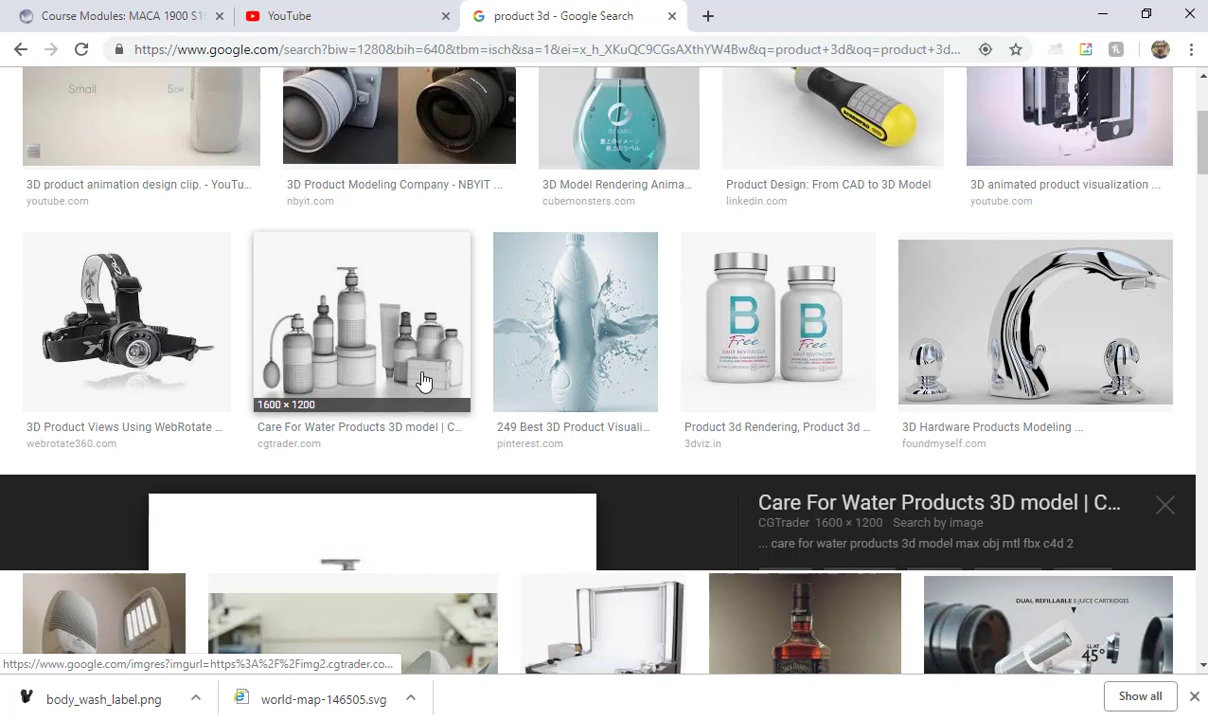 Course Modules: MACA 1900 S1
YouTube
product 3d - Google Search
https://www.google.com/search?biw=1280&bih=640&tbm=isch&sa=1&ei=x_h_XKuQC9CGsAXthYW4Bw&q=product+3d&oq=product+3d...
Small
3D product animation design clip. - YouTu...
youtube.com
3D Product Modeling Company - NBYIT ...
nbyit.com
3D Model Rendering Anima...
cubemonsters.com
Product Design: From CAD to 3D Model
linkedin.com
3D animated product visualization ...
youtube.com
B
Free
DAILY REVITALIZER
B
Free
1600 × 1200
3D Product Views Using WebRotate ...
webrotate360.com
Care For Water Products 3D model | C...
cgtrader.com
249 Best 3D Product Visuali...
pinterest.com
Product 3d Rendering, Product 3d ...
3dviz.in
3D Hardware Products Modeling ...
foundmyself.com
Care For Water Products 3D model | C...
CGTrader 1600 × 1200 Search by image
... care for water products 3d model max obj mtl fbx c4d 2
DUAL REFILLABLE E-JUICE CARTRIDGES
45°
https://www.google.com/imgres?imgurl=https%3A%2F%2Fimg2.cgtrader.co...
body_wash_label.png
world-map-146505.svg
Show all